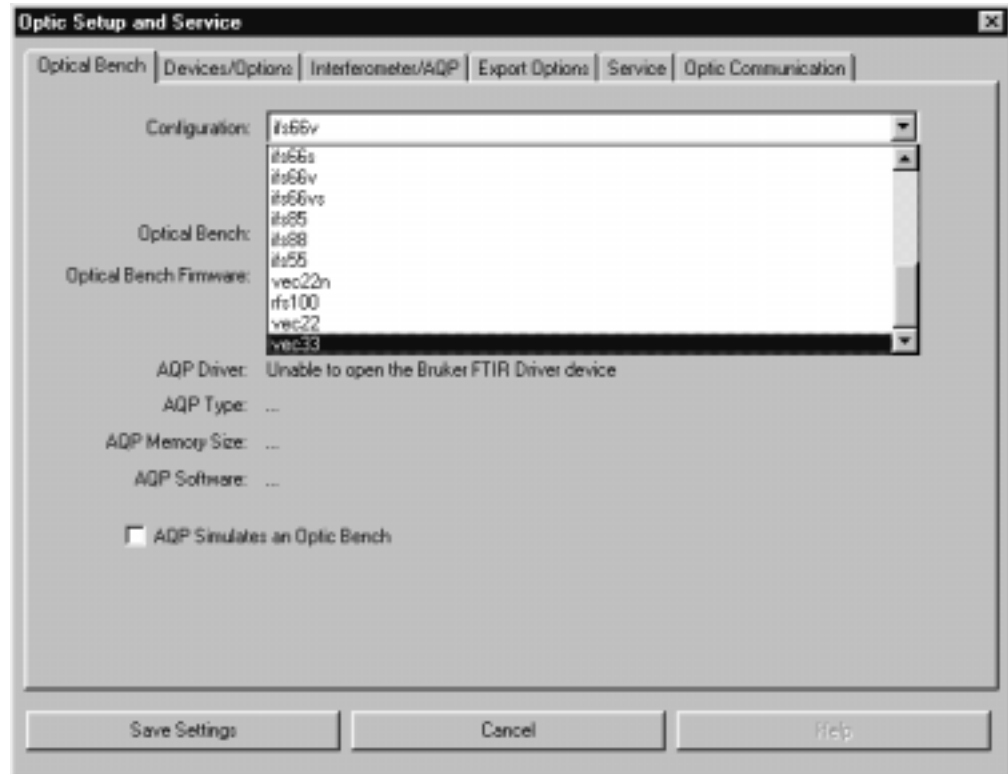 Optic Setup and Service
Optical Bench Devices/Options Interferometer/AQP Export Options Service Optic Communication
Configuration: ifs66v
ifs66s
ifs66v
ifs66vs
ifs85
ifs88
ifs55
vec22n
rfs100
vec22
vec33
Optical Bench:
Optical Bench Firmware:
AQP Driver: Unable to open the Bruker FTIR Driver device
AQP Type: ...
AQP Memory Size: ...
AQP Software: ...
AQP Simulates an Optic Bench
Save Settings Cancel Help